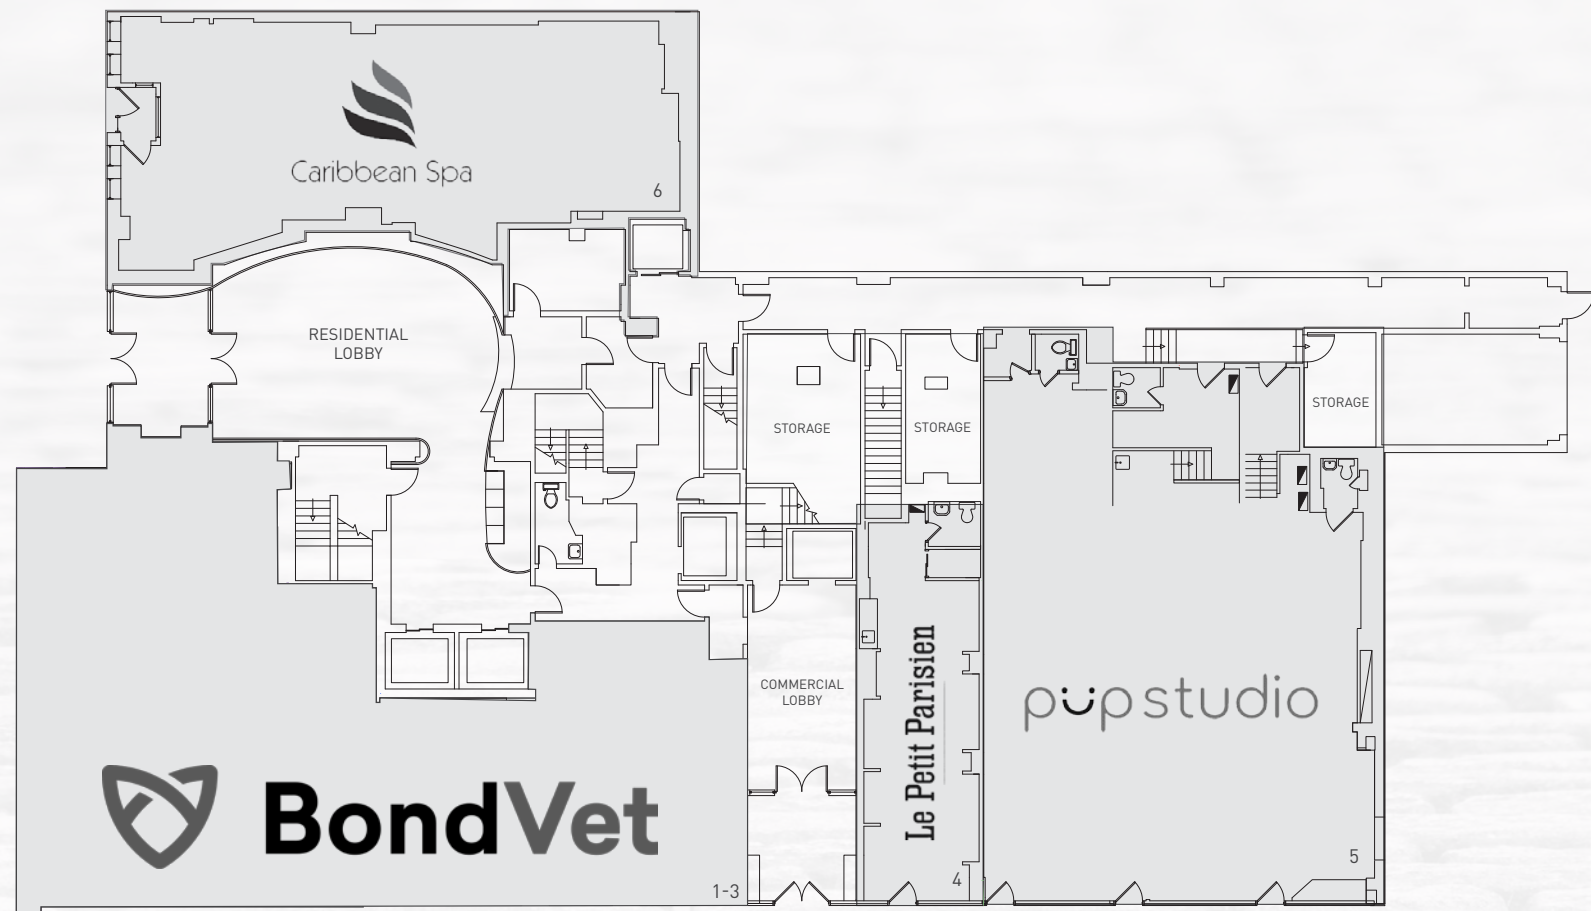 Caribbean Spa
6
RESIDENTIAL
LOBBY
STORAGE
STORAGE
STORAGE
COMMERCIAL
LOBBY
Le Petit Parisien
pupstudio
BondVet
1-3
4
5